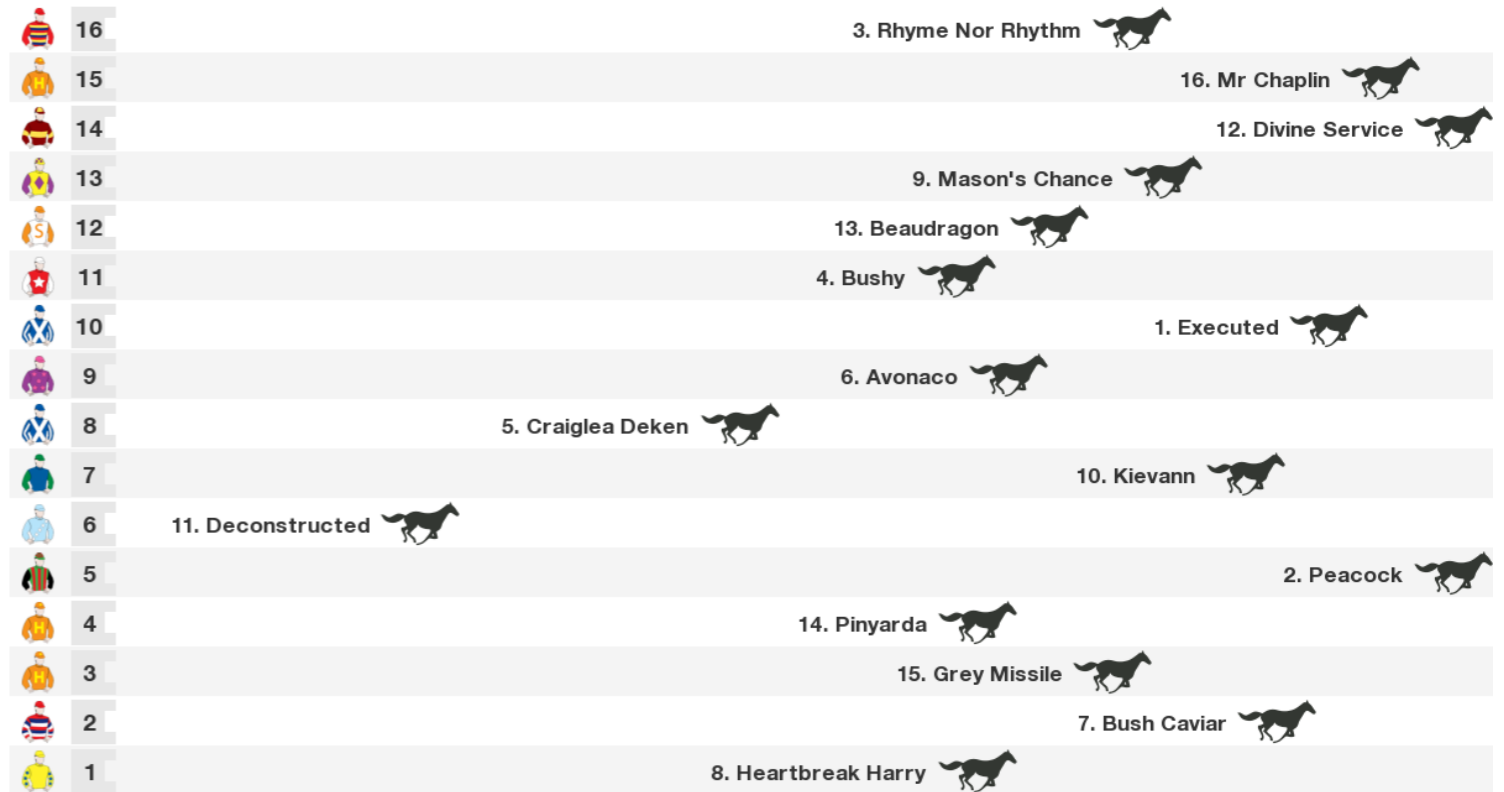 16 3. Rhyme Nor Rhythm
H 15 16. Mr Chaplin
14 12. Divine Service
13 9. Mason's Chance
S 12 13. Beaudragon
11 4. Bushy
10 1. Executed
9 6. Avonaco
8 5. Craiglea Deken
7 10. Kievann
6 11. Deconstructed
5 2. Peacock
H 4 14. Pinyarda
H 3 15. Grey Missile
2 7. Bush Caviar
1 8. Heartbreak Harry